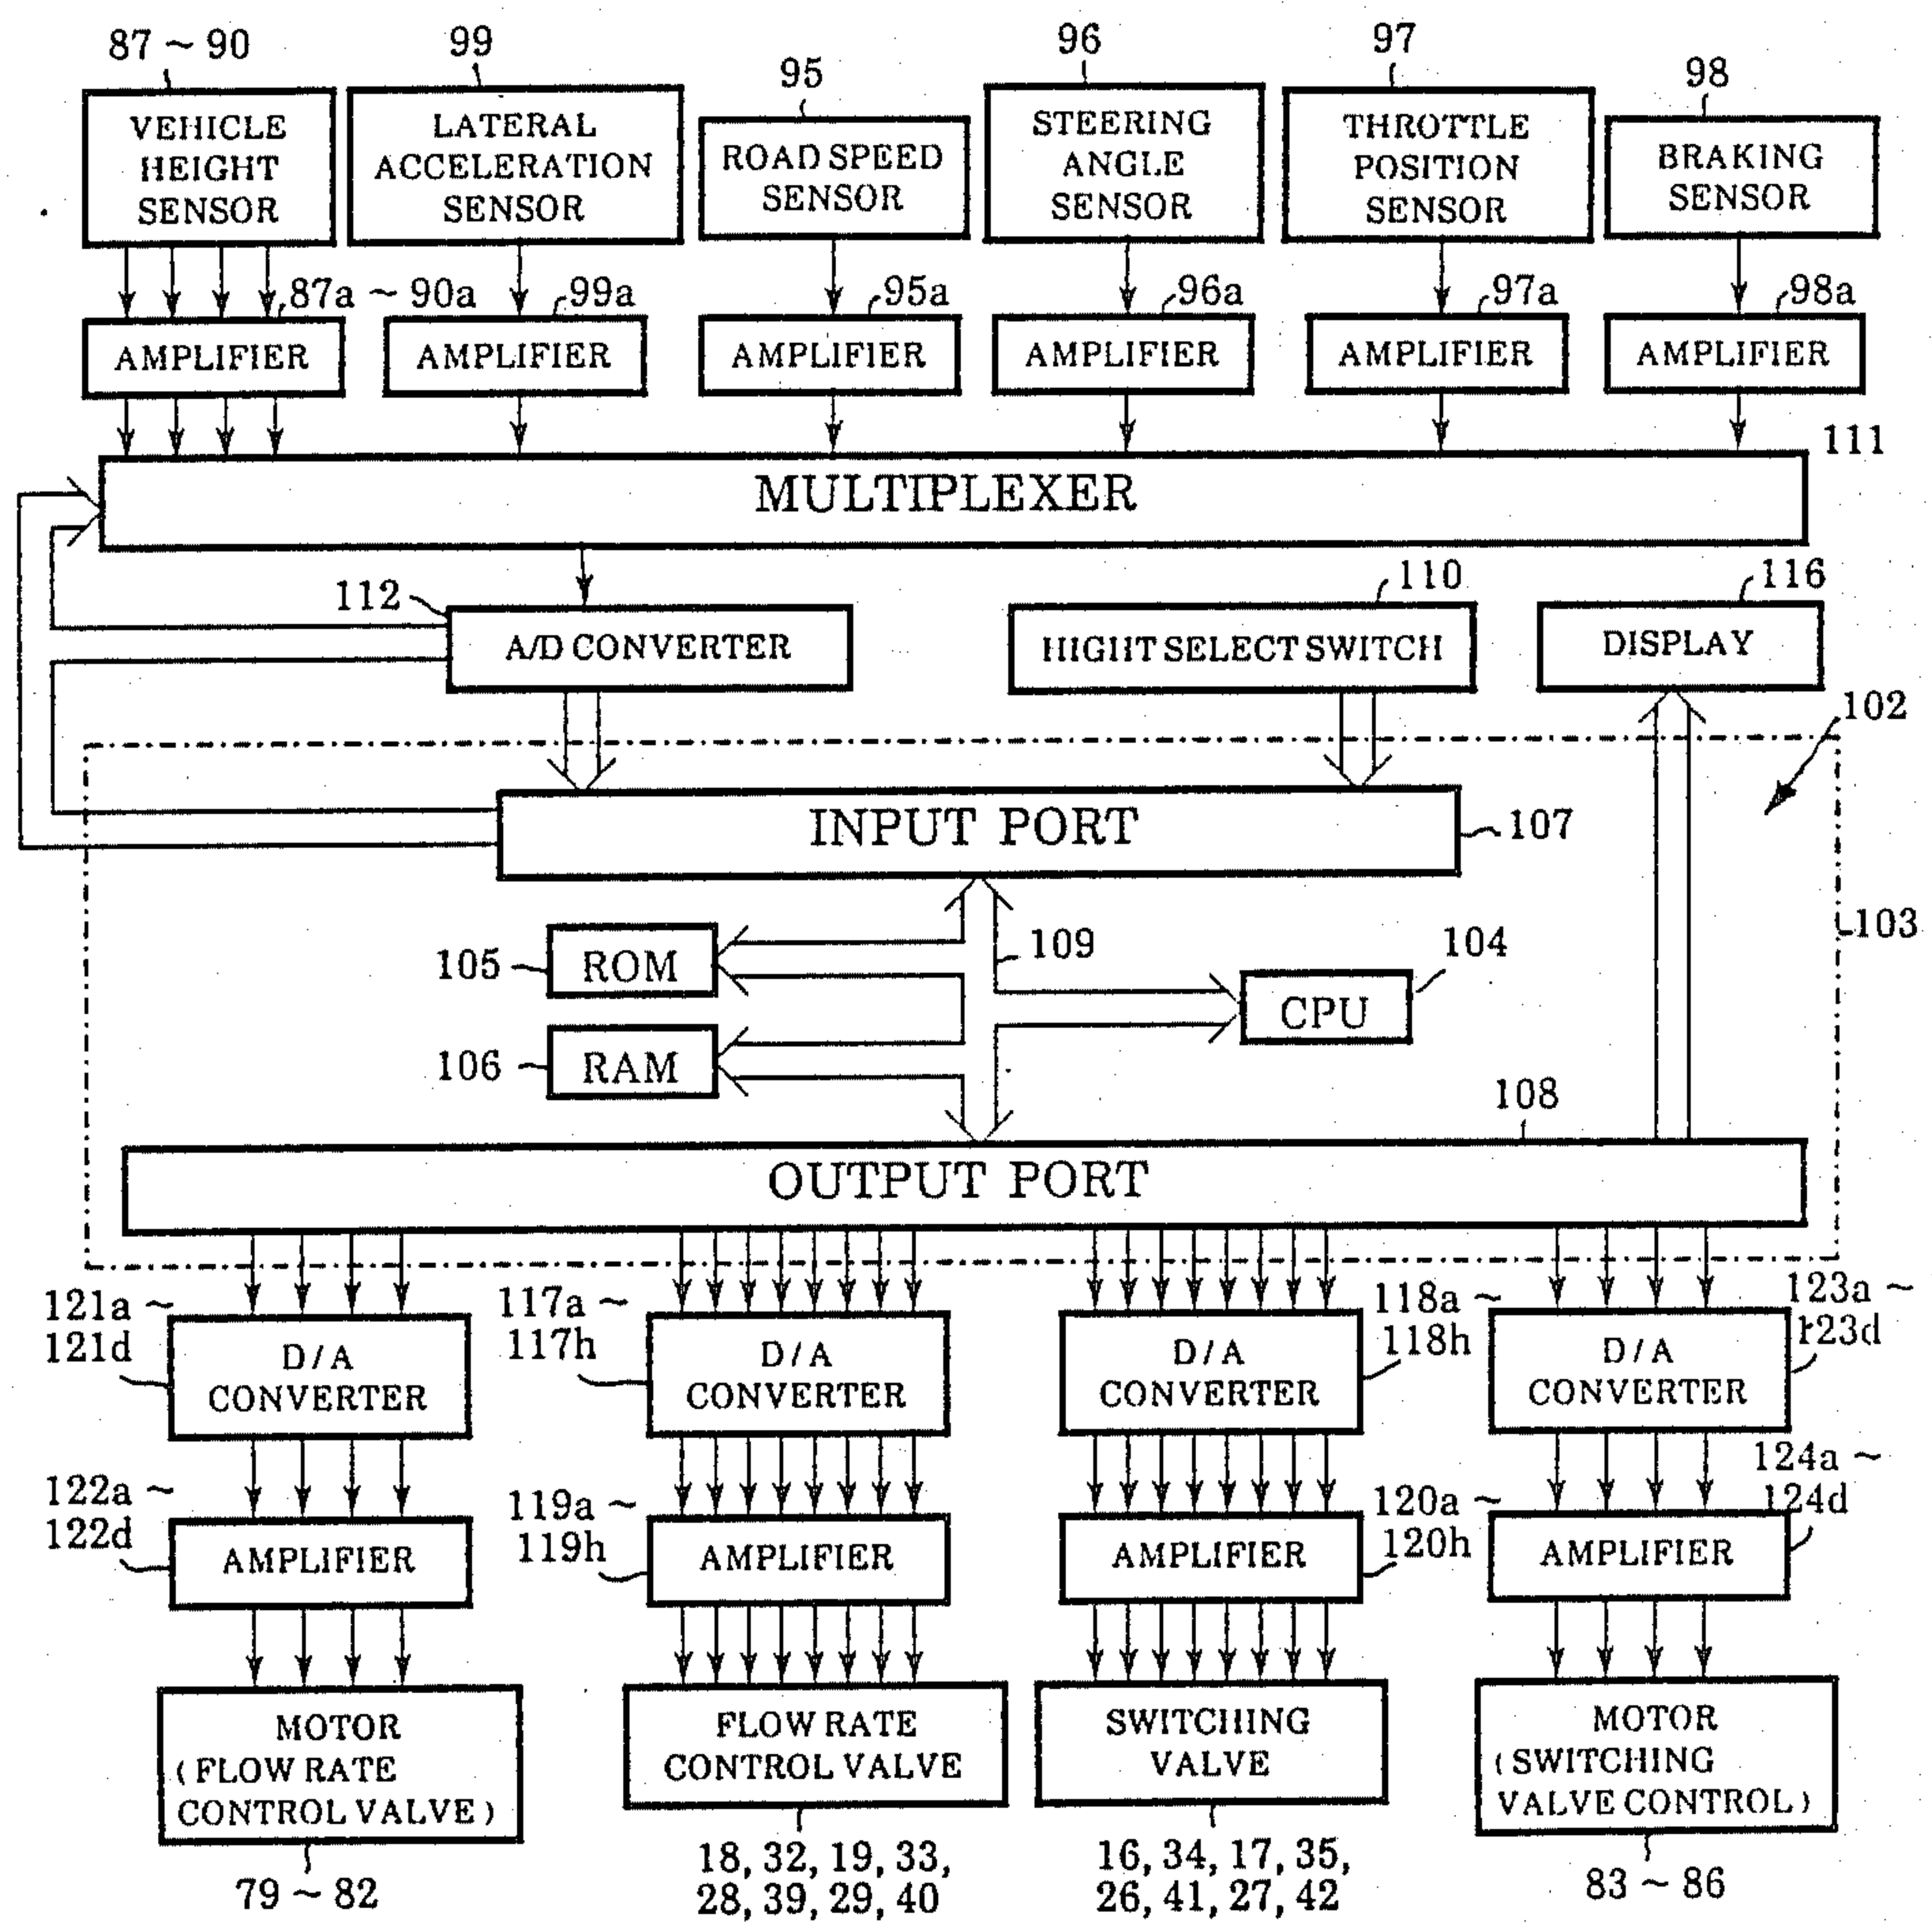 87 ~ 90
99
95
96
97
98
VEHICLE
HEIGHT
SENSOR
LATERAL
ACCELERATION
SENSOR
ROAD SPEED
SENSOR
STEERING
ANGLE
SENSOR
THROTTLE
POSITION
SENSOR
BRAKING
SENSOR
87a ~ 90a
99a
95a
96a
97a
98a
AMPLIFIER
AMPLIFIER
AMPLIFIER
AMPLIFIER
AMPLIFIER
AMPLIFIER
111
MULTIPLEXER
112
110
116
A/D CONVERTER
HIGHT SELECT SWITCH
DISPLAY
102
INPUT PORT
107
103
105
ROM
109
104
CPU
106
RAM
108
OUTPUT PORT
121a ~
121d
D/A
CONVERTER
117a ~
117h
D/A
CONVERTER
118a ~
118h
D/A
CONVERTER
123a ~
123d
D/A
CONVERTER
122a ~
122d
AMPLIFIER
119a ~
119h
AMPLIFIER
120a ~
120h
AMPLIFIER
124a ~
124d
AMPLIFIER
MOTOR
(FLOW RATE
CONTROL VALVE)
FLOW RATE
CONTROL VALVE
SWITCHING
VALVE
MOTOR
(SWITCHING
VALVE CONTROL)
79 ~ 82
18, 32, 19, 33,
28, 39, 29, 40
16, 34, 17, 35,
26, 41, 27, 42
83 ~ 86